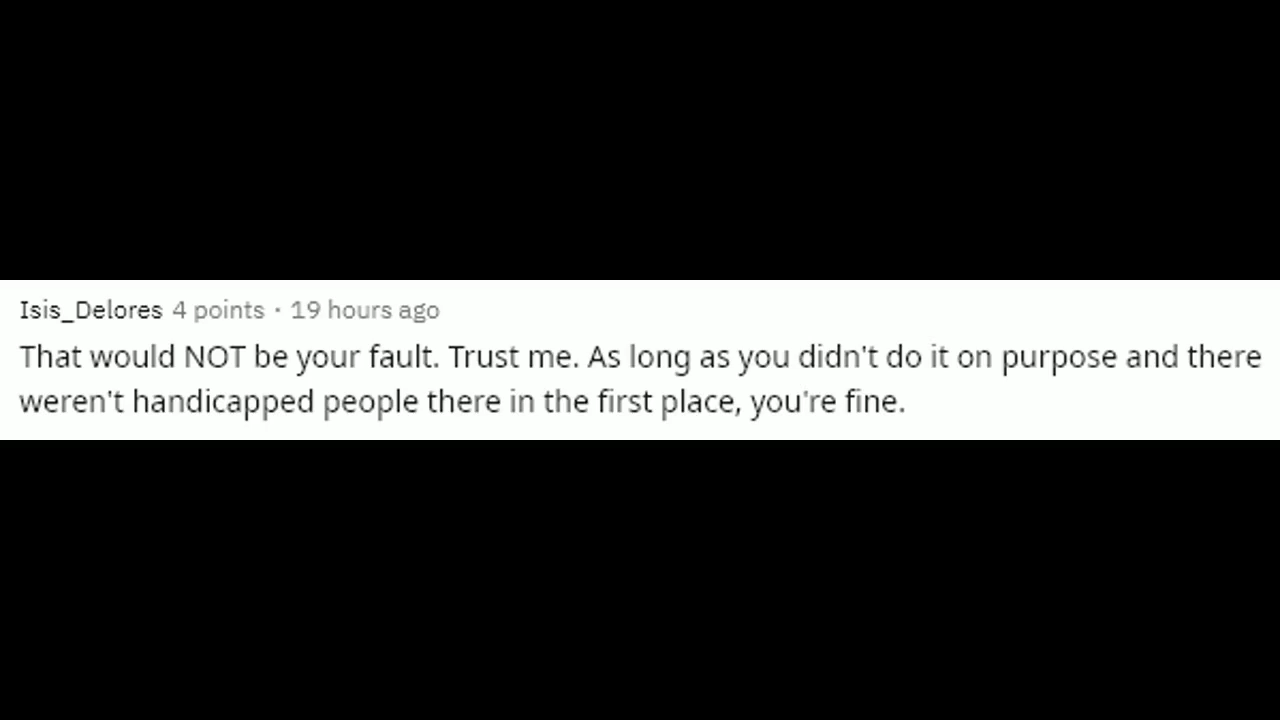 Isis_Delores 4 points · 19 hours ago
That would NOT be your fault. Trust me. As long as you didn't do it on purpose and there
weren't handicapped people there in the first place, you're fine.